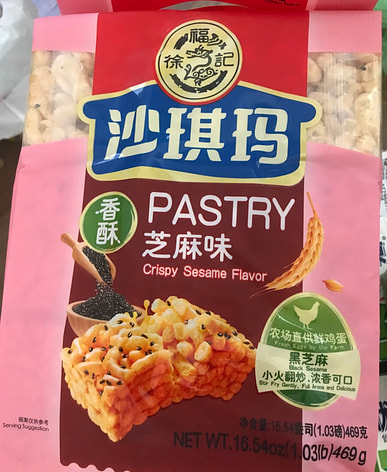 福
徐 記
沙琪玛
香酥
PASTRY
芝麻味
Crispy Sesame Flavor
农场直供鲜鸡蛋
Fresh Eggs by the Farm
黑芝麻
Black Sesame
小火翻炒,浓香可口
Stir Fry Gently, Full Aroma and Delicious
图案仅供参考
Serving Suggestion
净含量:16.54盎司(1.03磅)469克
NET WT.16.54oz(1.03lb)469g